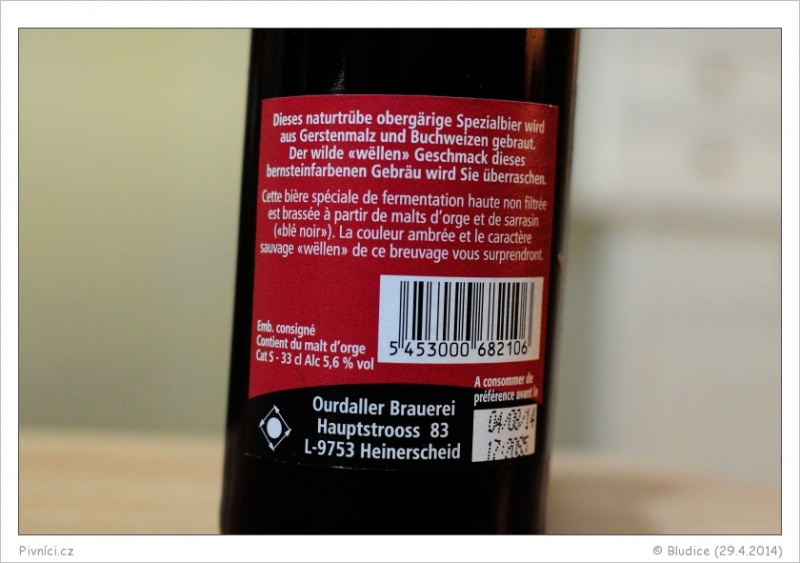 Dieses naturtrübe obergärige Spezialbier wird
aus Gerstenmalz und Buchweizen gebraut.
Der wilde «wëllen» Geschmack dieses
bernsteinfarbenen Gebräu wird Sie überraschen.
Cette bière spéciale de fermentation haute non filtrée
est brassée à partir de malts d'orge et de sarrasin
(«blé noir»). La couleur ambrée et le caractère
sauvage «wëllen» de ce breuvage vous surprendront.
5 453000 682106
Emb. consigné
Contient du malt d'orge
Cat S - 33 cl Alc 5,6 % vol
A consommer de
préférence avant le
04/08/14
Ourdaller Brauerei
Hauptstrooss 83
L-9753 Heinerscheid
Pivníci.cz
© Bludice (29.4.2014)